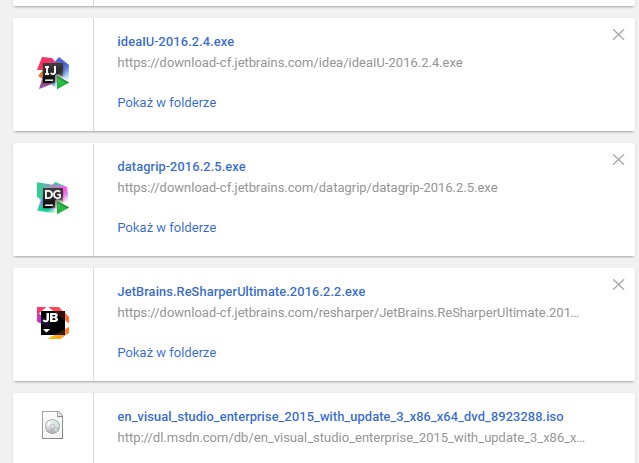 ideaIU-2016.2.4.exe
https://download-cf.jetbrains.com/idea/ideaIU-2016.2.4.exe
Pokaż w folderze
IJ
datagrip-2016.2.5.exe
https://download-cf.jetbrains.com/datagrip/datagrip-2016.2.5.exe
Pokaż w folderze
DG
JetBrains.ReSharperUltimate.2016.2.2.exe
https://download-cf.jetbrains.com/resharper/JetBrains.ReSharperUltimate.201...
Pokaż w folderze
JB
en_visual_studio_enterprise_2015_with_update_3_x86_x64_dvd_8923288.iso
http://dl.msdn.com/db/en_visual_studio_enterprise_2015_with_update_3_x86_x...